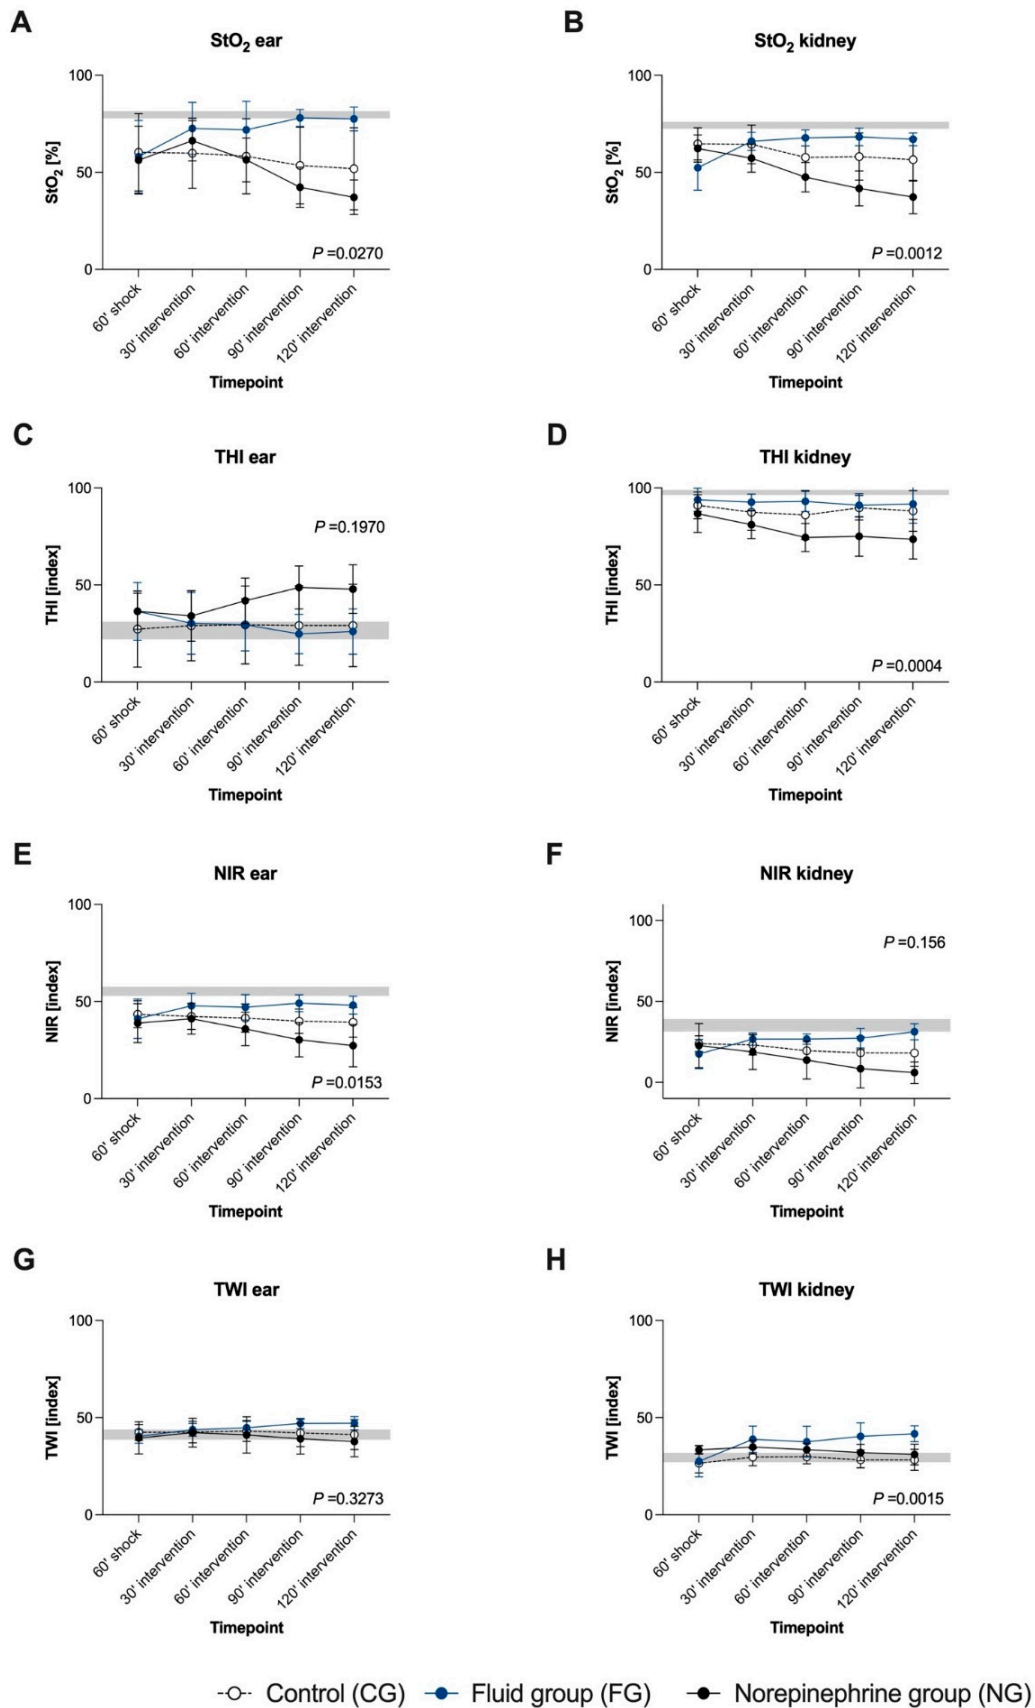 A
StO₂ ear
100
50
0
StO₂ [%]
P =0.0270
60' shock
30' intervention
60' intervention
90' intervention
120' intervention
Timepoint
B
StO₂ kidney
100
50
0
StO₂ [%]
P =0.0012
60' shock
30' intervention
60' intervention
90' intervention
120' intervention
Timepoint
C
THI ear
100
50
0
THI [index]
P =0.1970
60' shock
30' intervention
60' intervention
90' intervention
120' intervention
Timepoint
D
THI kidney
100
50
0
THI [index]
P =0.0004
60' shock
30' intervention
60' intervention
90' intervention
120' intervention
Timepoint
E
NIR ear
100
50
0
NIR [index]
P =0.0153
60' shock
30' intervention
60' intervention
90' intervention
120' intervention
Timepoint
F
NIR kidney
100
50
0
NIR [index]
P =0.156
60' shock
30' intervention
60' intervention
90' intervention
120' intervention
Timepoint
G
TWI ear
100
50
0
TWI [index]
P =0.3273
60' shock
30' intervention
60' intervention
90' intervention
120' intervention
Timepoint
H
TWI kidney
100
50
0
TWI [index]
P =0.0015
60' shock
30' intervention
60' intervention
90' intervention
120' intervention
Timepoint
Control (CG) Fluid group (FG) Norepinephrine group (NG)